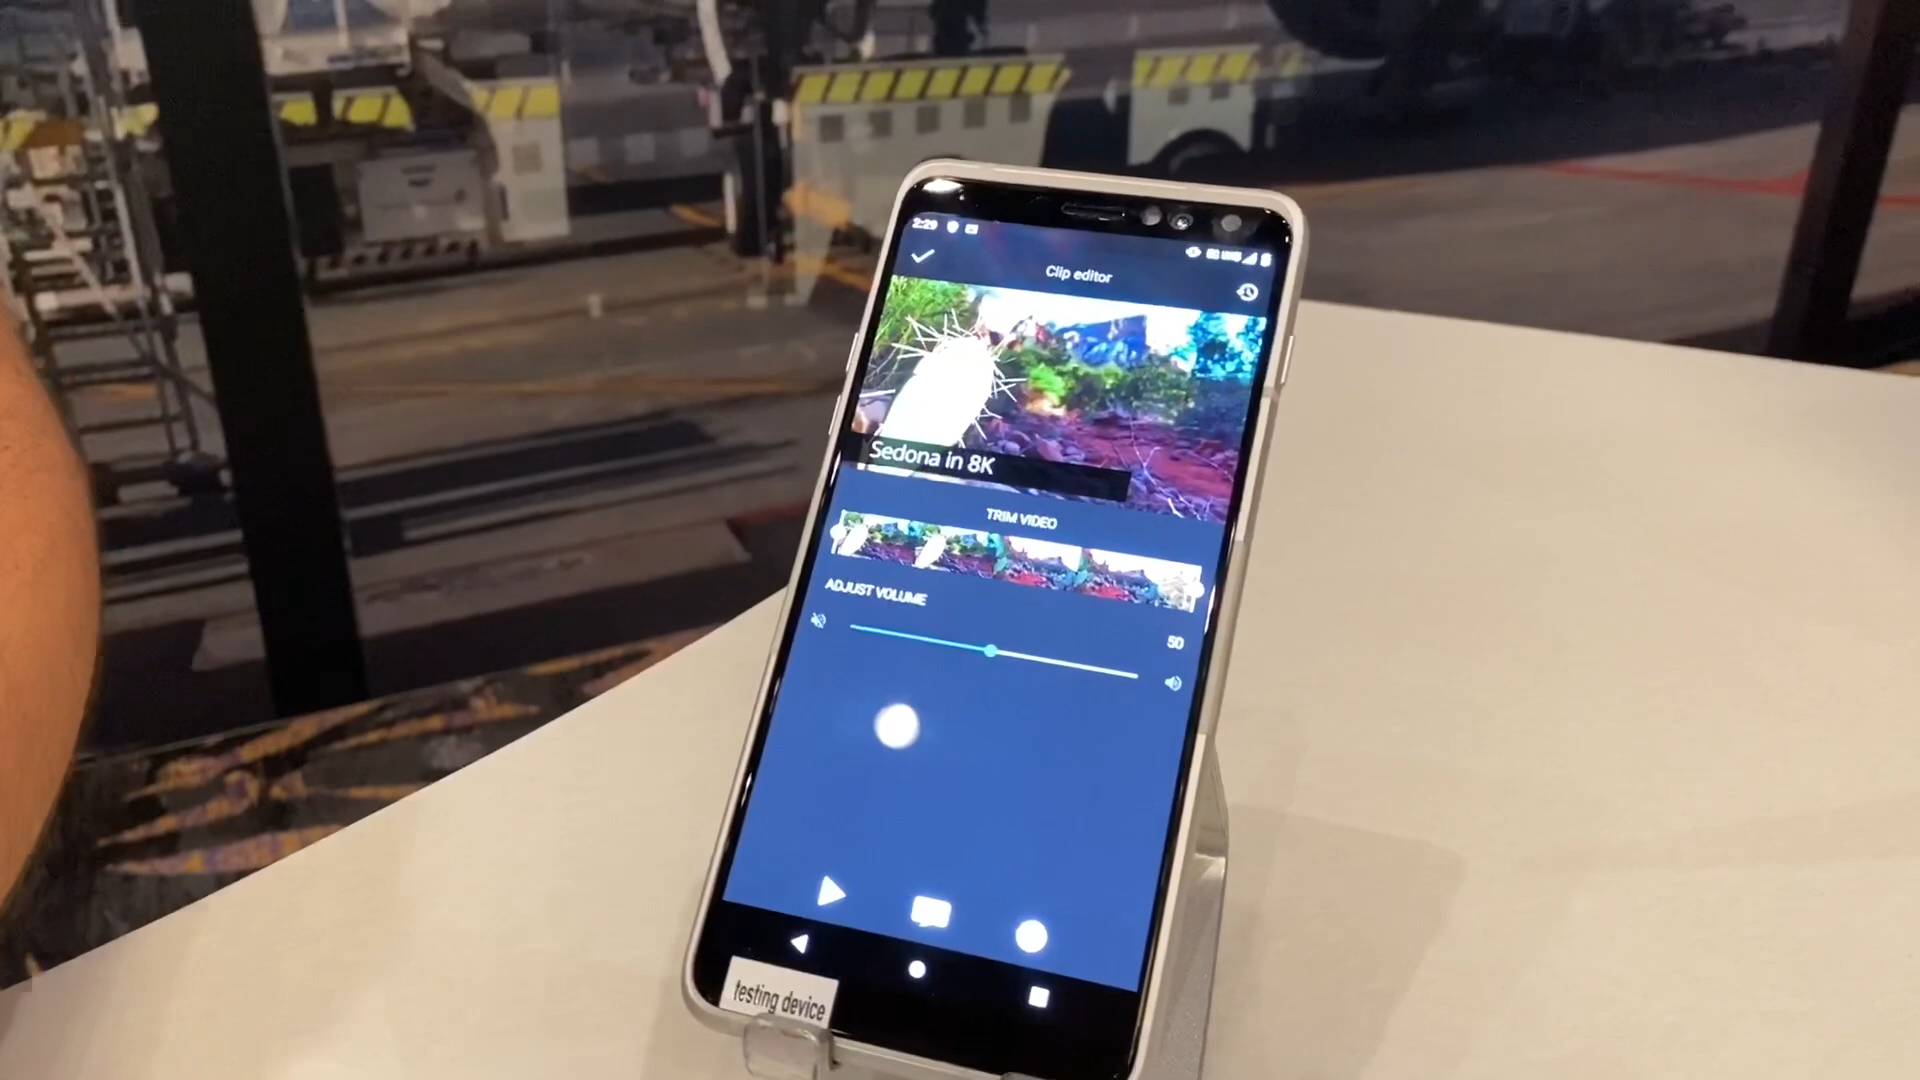 2:29
Clip editor
Sedona in 8K
TRIM VIDEO
ADJUST VOLUME
50
testing device